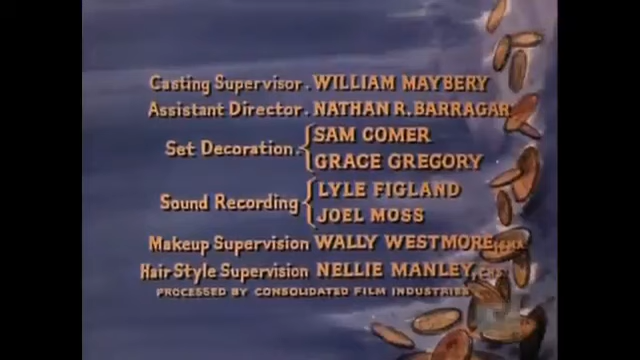 Casting Supervisor. WILLIAM MAYBERY
Assistant Director. NATHAN R. BARRAGAR
Set Decoration. SAM COMER
GRACE GREGORY
Sound Recording LYLE FIGLAND
JOEL MOSS
Makeup Supervision WALLY WESTMORE,
Hair Style Supervision NELLIE MANLEY, C.H.S.
PROCESSED BY CONSOLIDATED FILM INDUSTRIES